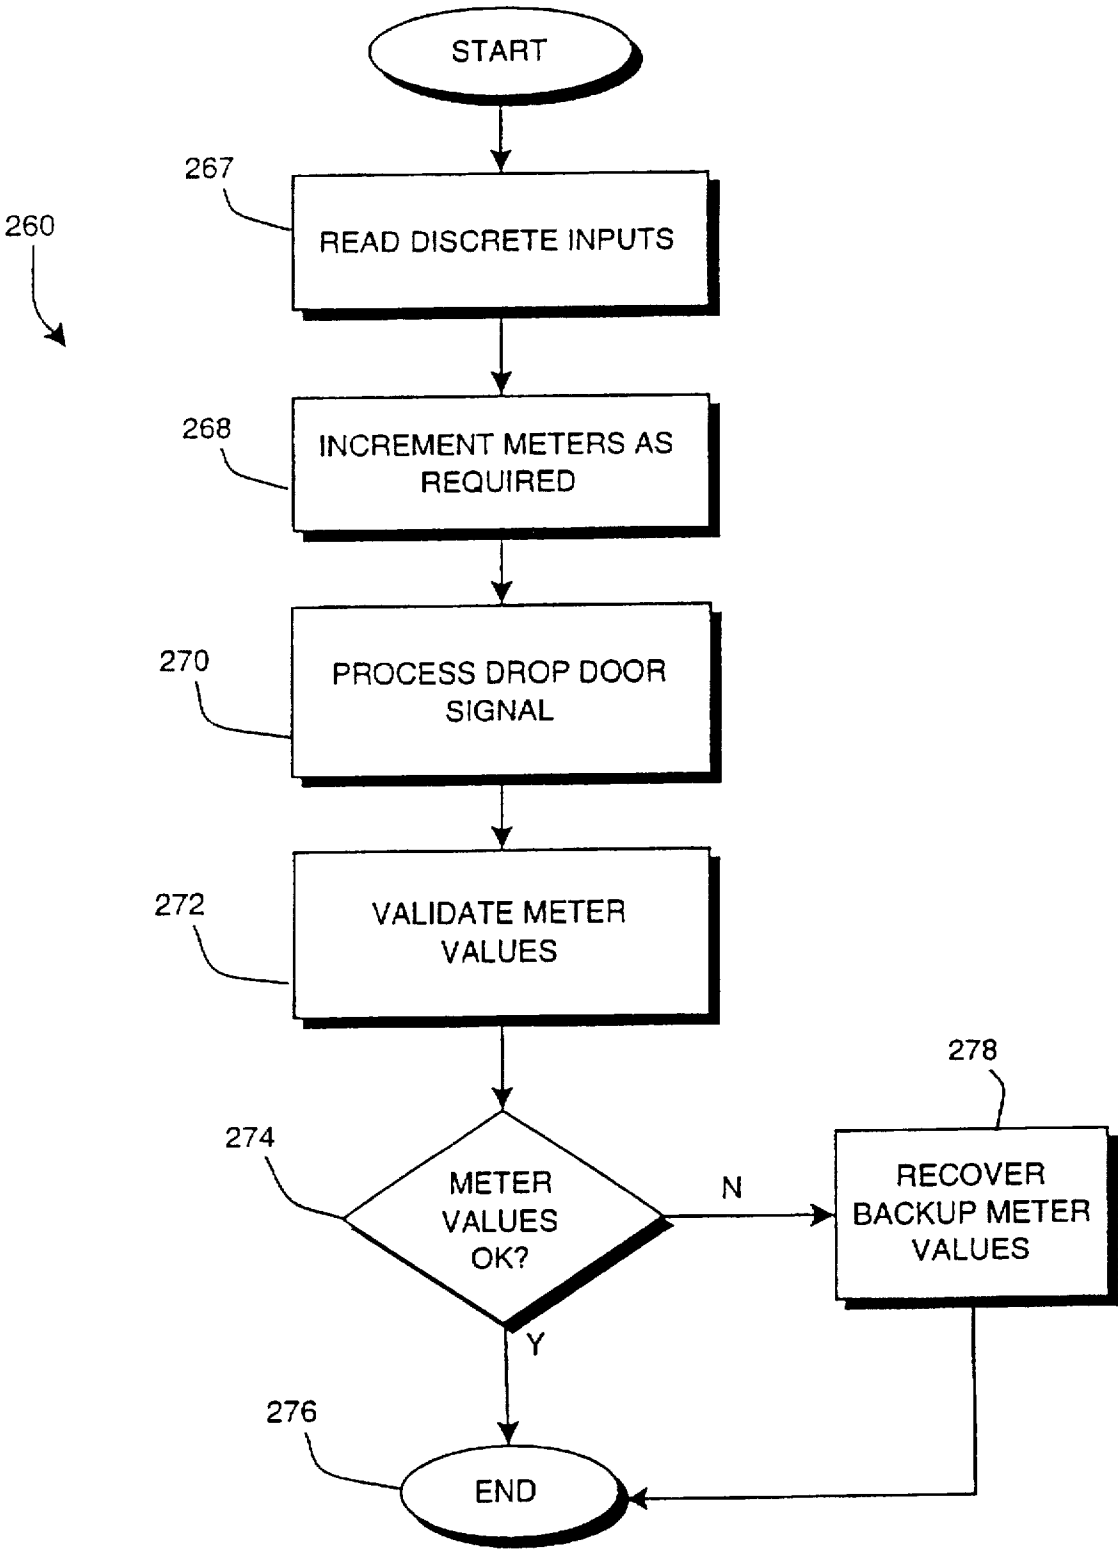 START
267
260
READ DISCRETE INPUTS
268
INCREMENT METERS AS
REQUIRED
270
PROCESS DROP DOOR
SIGNAL
272
VALIDATE METER
VALUES
274
METER
VALUES
OK?
N
278
RECOVER
BACKUP METER
VALUES
Y
276
END